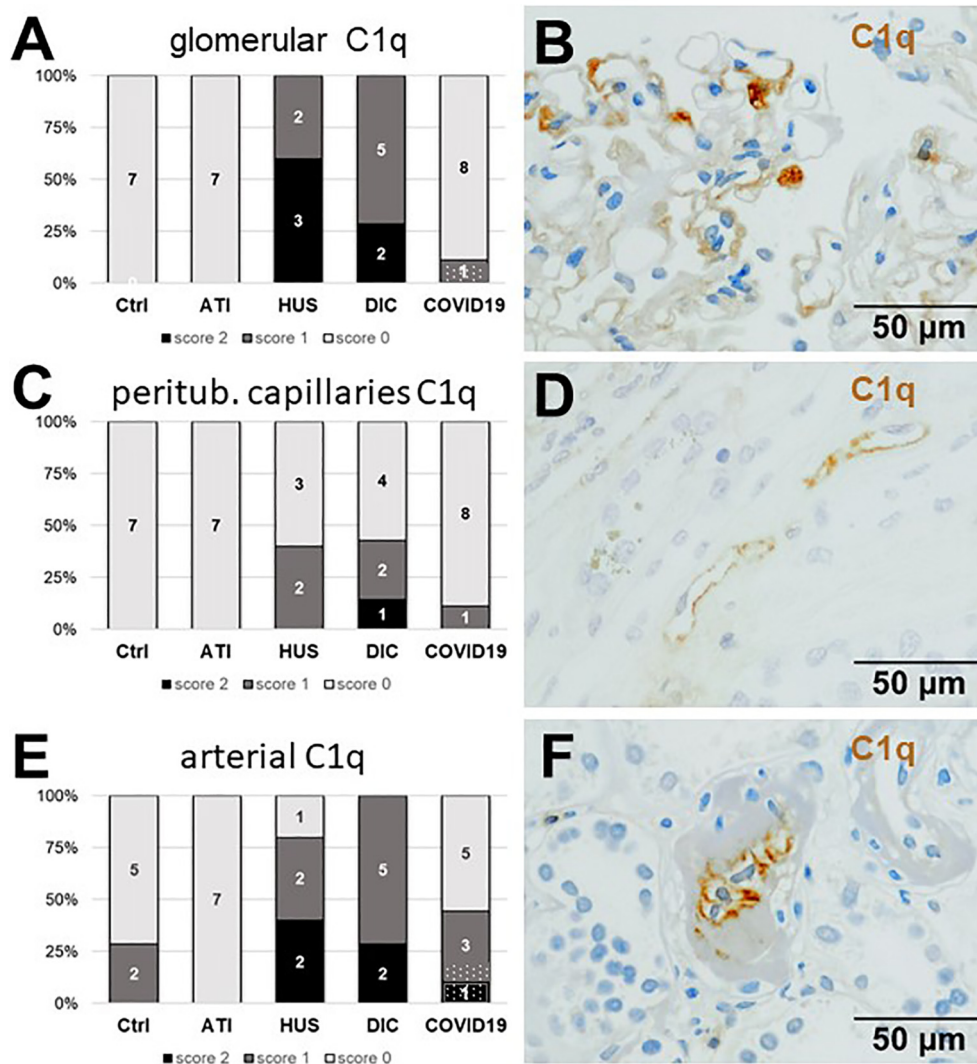 A
glomerular C1q
100%
75%
50%
25%
0%
7
0
7
2
3
5
2
8
1
Ctrl ATI HUS DIC COVID19
score 2 score 1 score 0
B
C1q
50 µm
C
peritub. capillaries C1q
100%
75%
50%
25%
0%
7
7
3
2
4
2
1
8
1
Ctrl ATI HUS DIC COVID19
score 2 score 1 score 0
D
C1q
50 µm
E
arterial C1q
100%
75%
50%
25%
0%
5
2
7
1
2
2
5
2
5
3
1
Ctrl ATI HUS DIC COVID19
score 2 score 1 score 0
F
C1q
50 µm